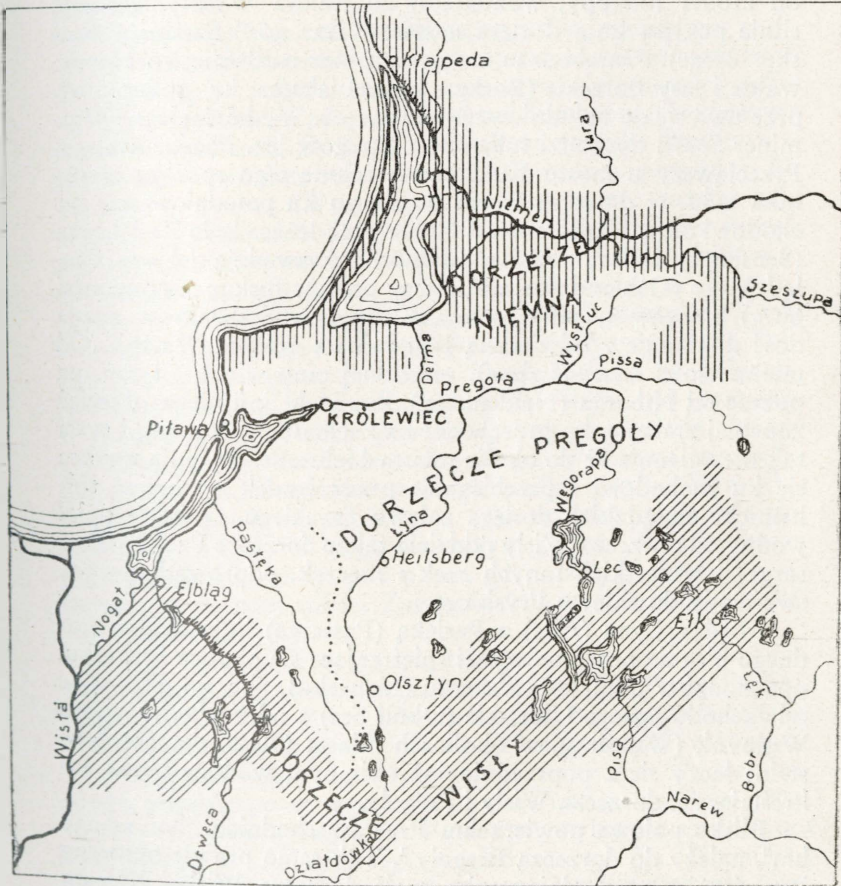 Kłajpeda
Jura
Niemen
DORZECZE
NIEMNA
Szeszupa
Wystruc
Deima
Pissa
Pregoła
KRÓLEWIEC
Piława
DORZECZE PREGOŁY
Węgorapa
Łyna
Pasłęka
Heilsberg
Lec
Elbląg
Nogat
Ełk
Olsztyn
Łęk
Wisła
DORZECZE
WISŁY
Pisa
Bobr
Narew
Drwęca
Działdówka